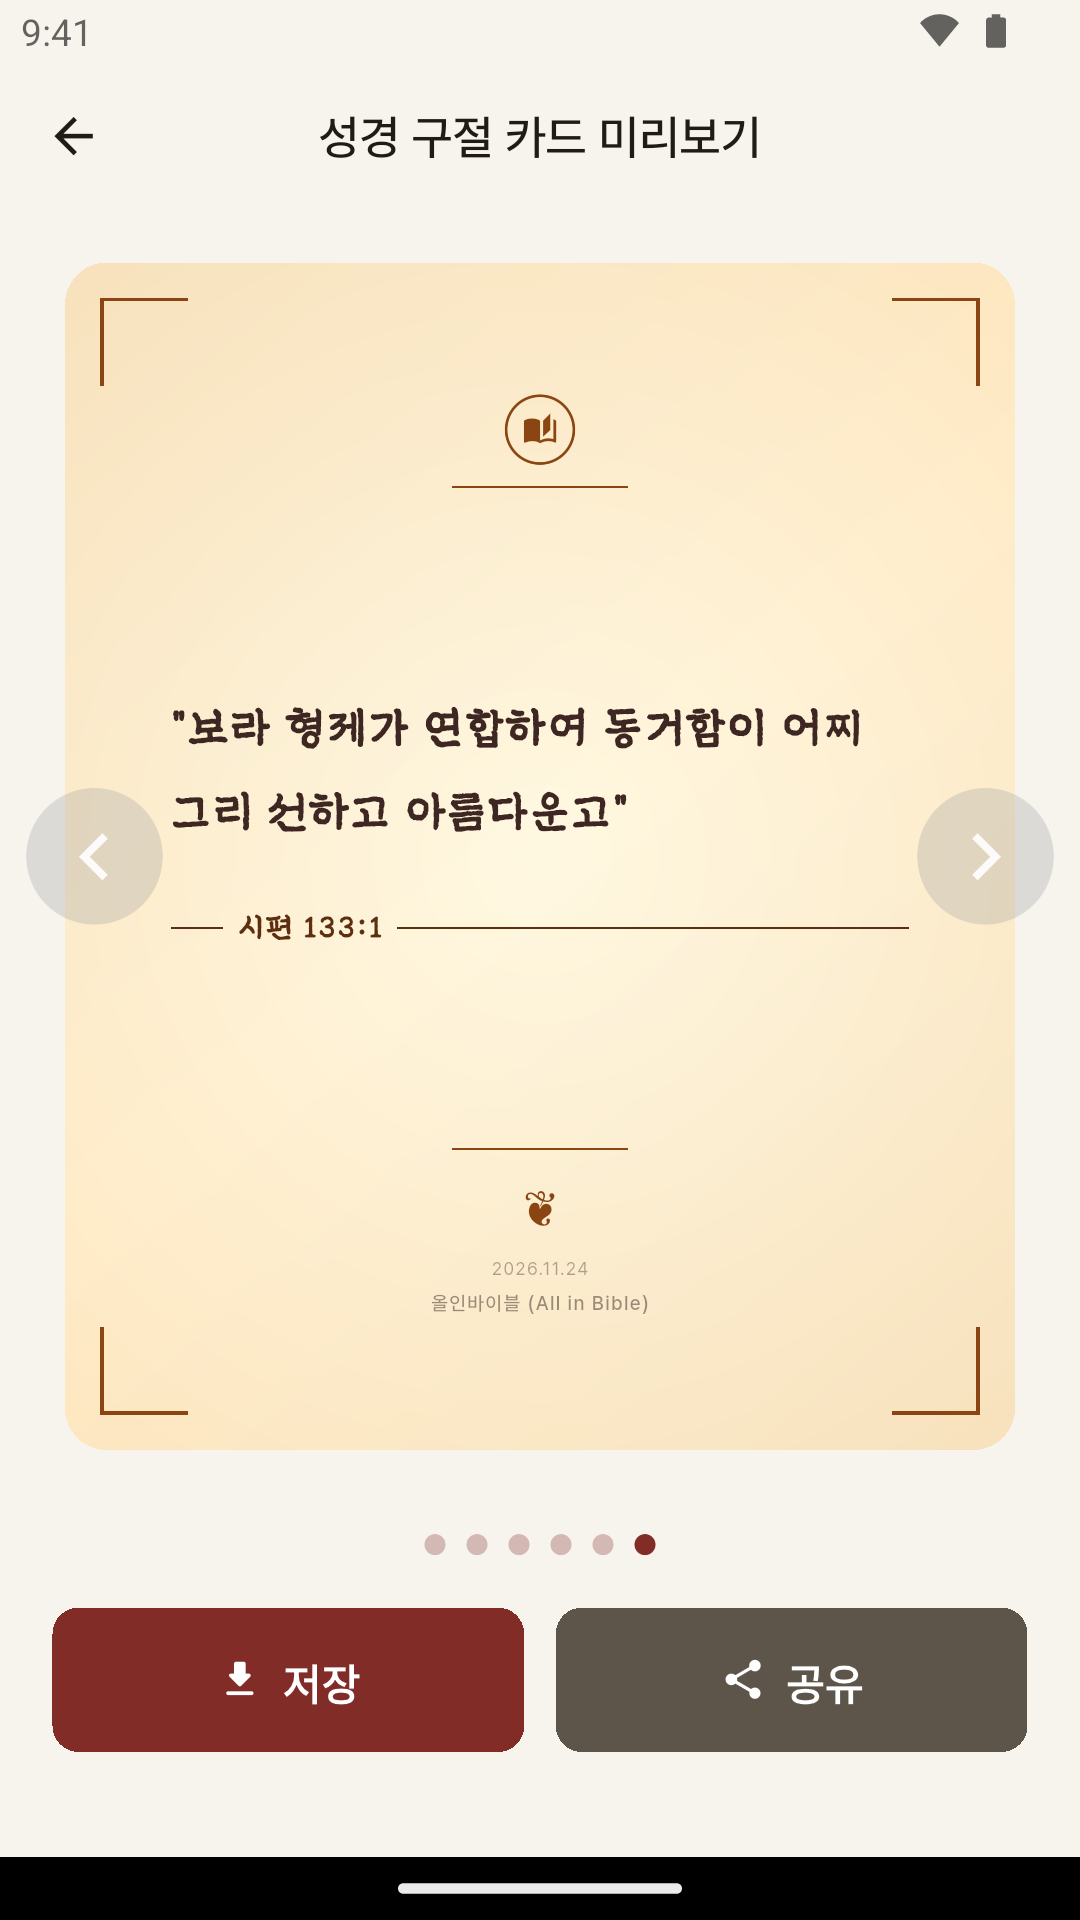 9:41
성경 구절 카드 미리보기
"보라 형제가 연합하여 동거함이 어찌
그리 선하고 아름다운고"
시편 133:1
2026.11.24
올인바이블 (All in Bible)
저장
공유